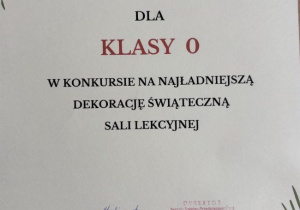 DLA
KLASY 0
W KONKURSIE NA NAJŁADNIEJSZĄ
DEKORACJĘ ŚWIĄTECZNĄ
SALI LEKCYJNEJ